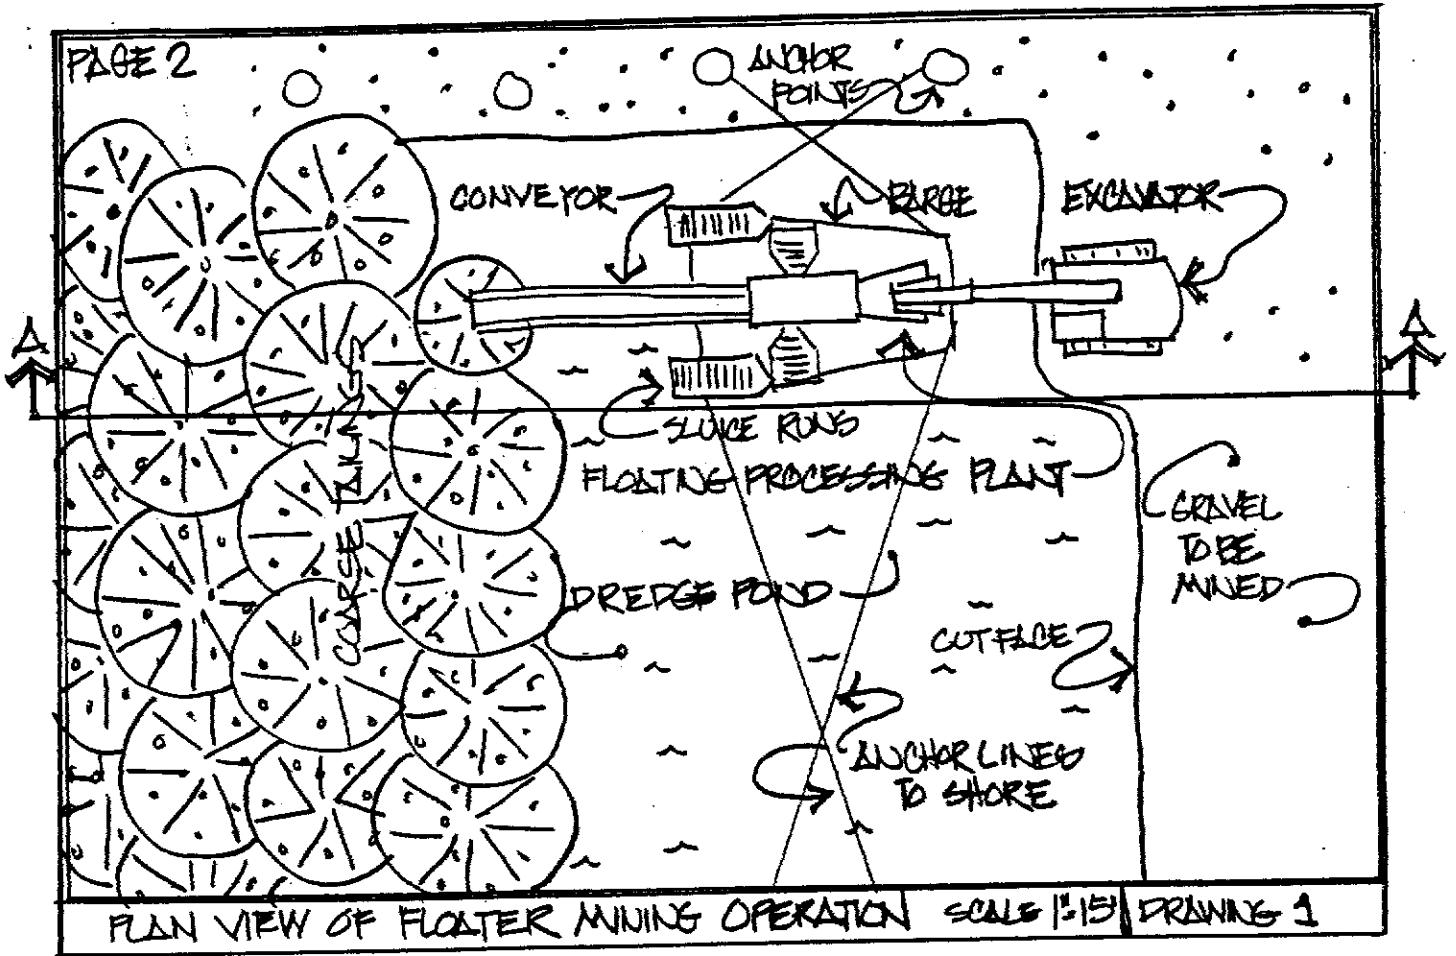 PAGE 2
ANCHOR
POINTS
CONVEYOR
BARGE
EXCAVATOR
A
A
COARSE TAILINGS
SLUICE RUNS
FLOATING PROCESSING PLANT
GRAVEL
TO BE
MINED
DREDGE POND
CUT FACE
ANCHOR LINES
TO SHORE
PLAN VIEW OF FLOATER MINING OPERATION SCALE 1":15' DRAWING 1